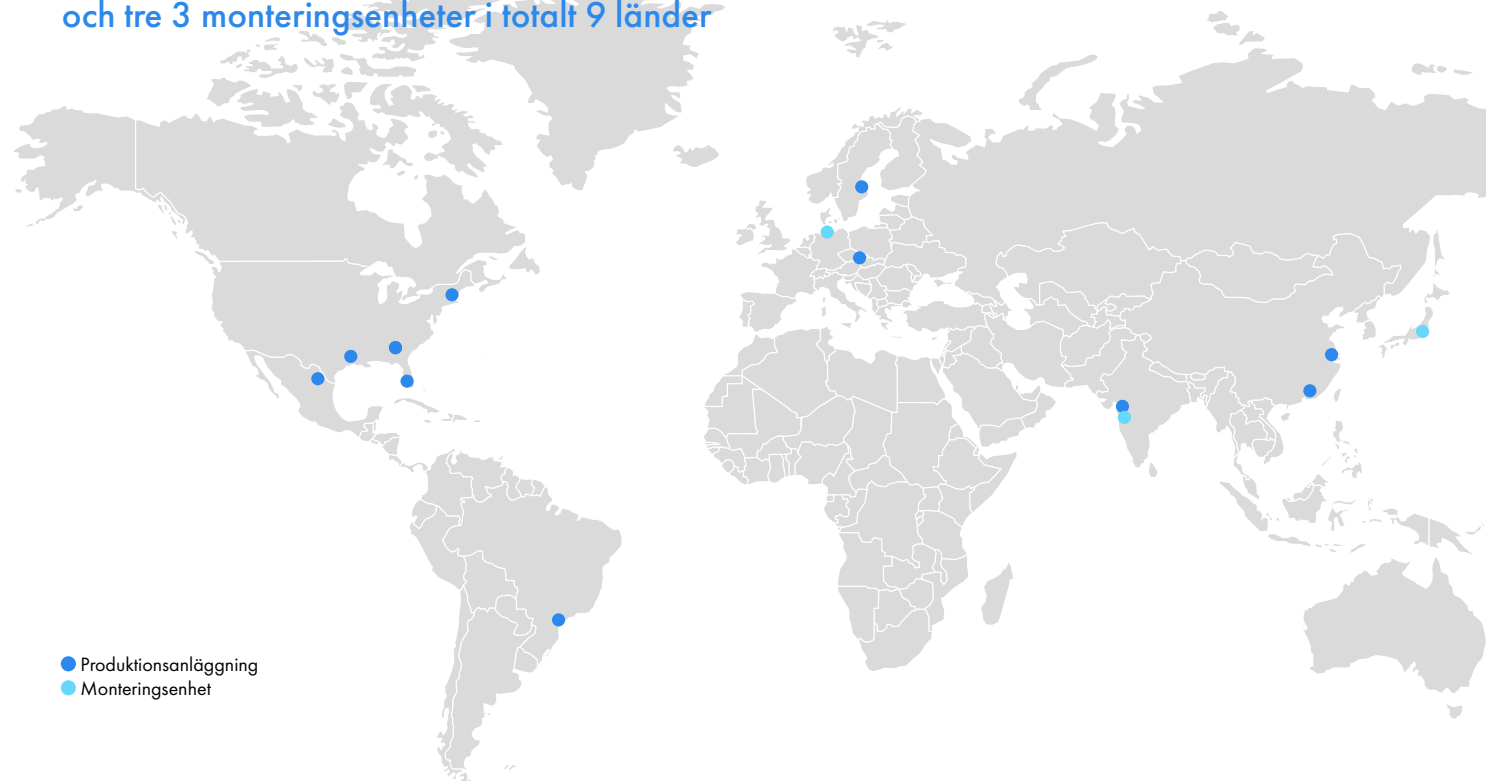 och tre 3 monteringsenheter i totalt 9 länder
Produktionsanläggning
Monteringsenhet